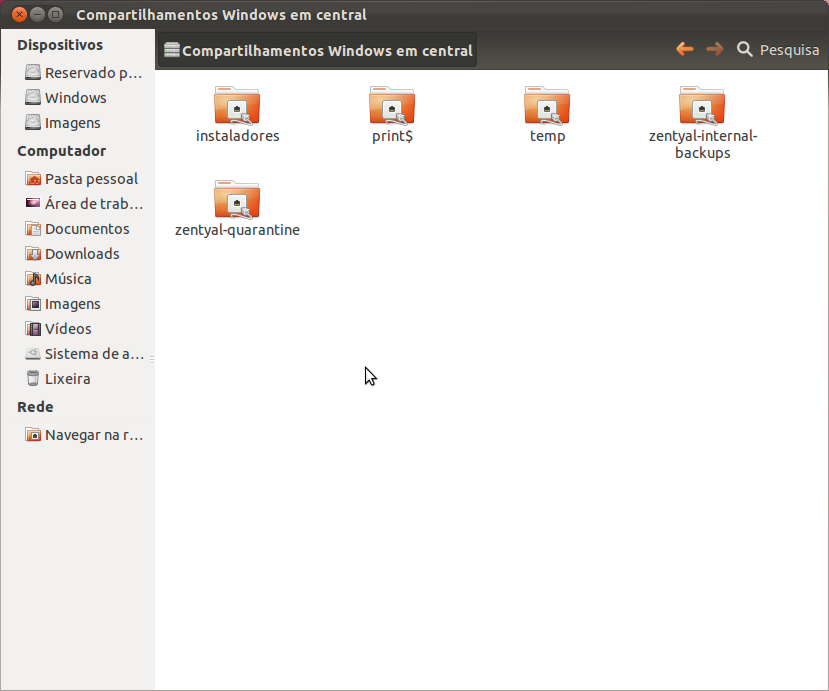 Compartilhamentos Windows em central
Dispositivos
Reservado p...
Windows
Imagens
Computador
Pasta pessoal
Área de trab...
Documentos
Downloads
Música
Imagens
Vídeos
Sistema de a...
Lixeira
Rede
Navegar na r...
Compartilhamentos Windows em central
Pesquisa
instaladores
print$
temp
zentyal-internal-
backups
zentyal-quarantine